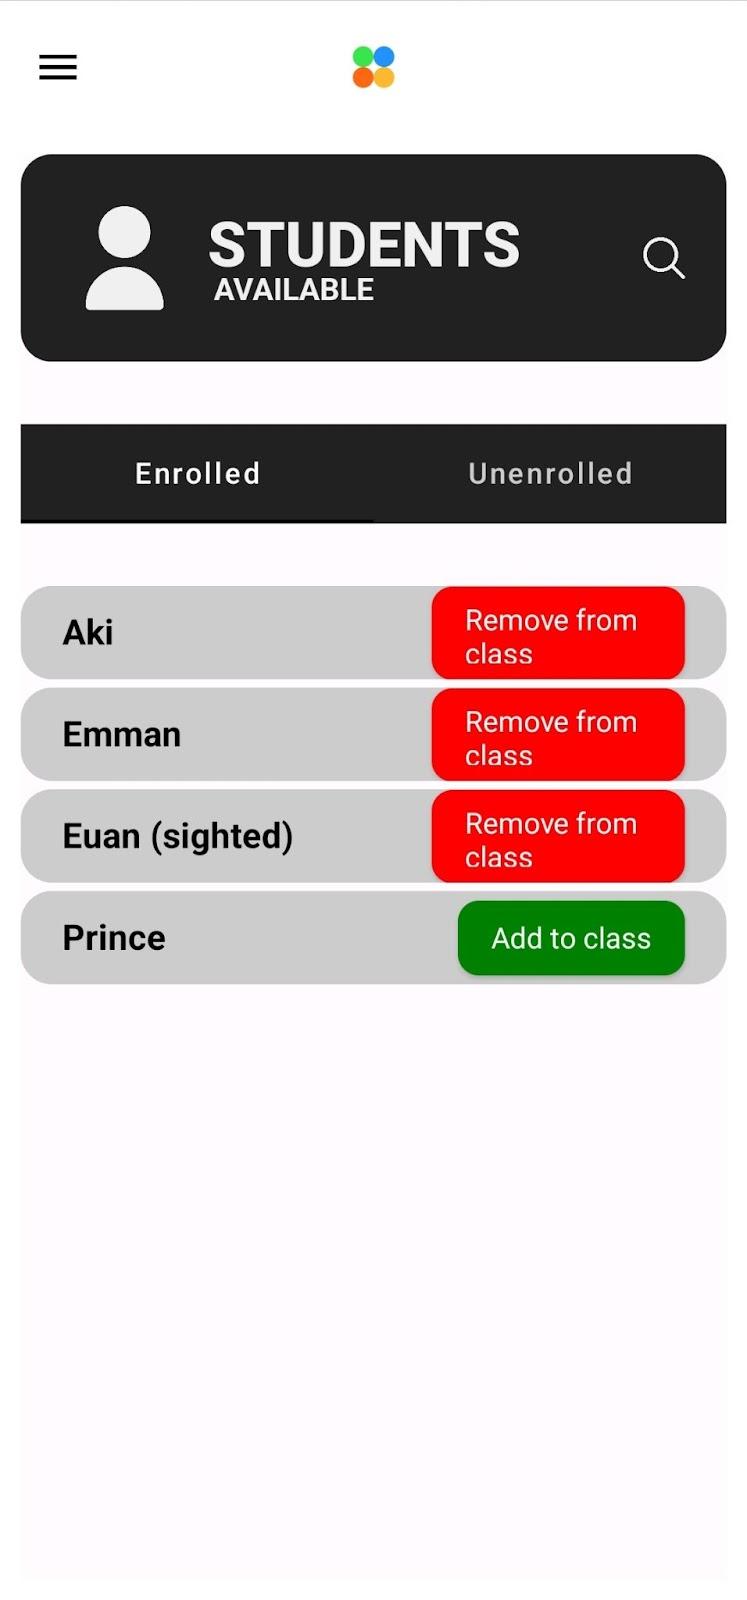 STUDENTS
AVAILABLE
Enrolled
Unenrolled
Aki
Remove from
class
Emman
Remove from
class
Euan (sighted)
Remove from
class
Prince
Add to class